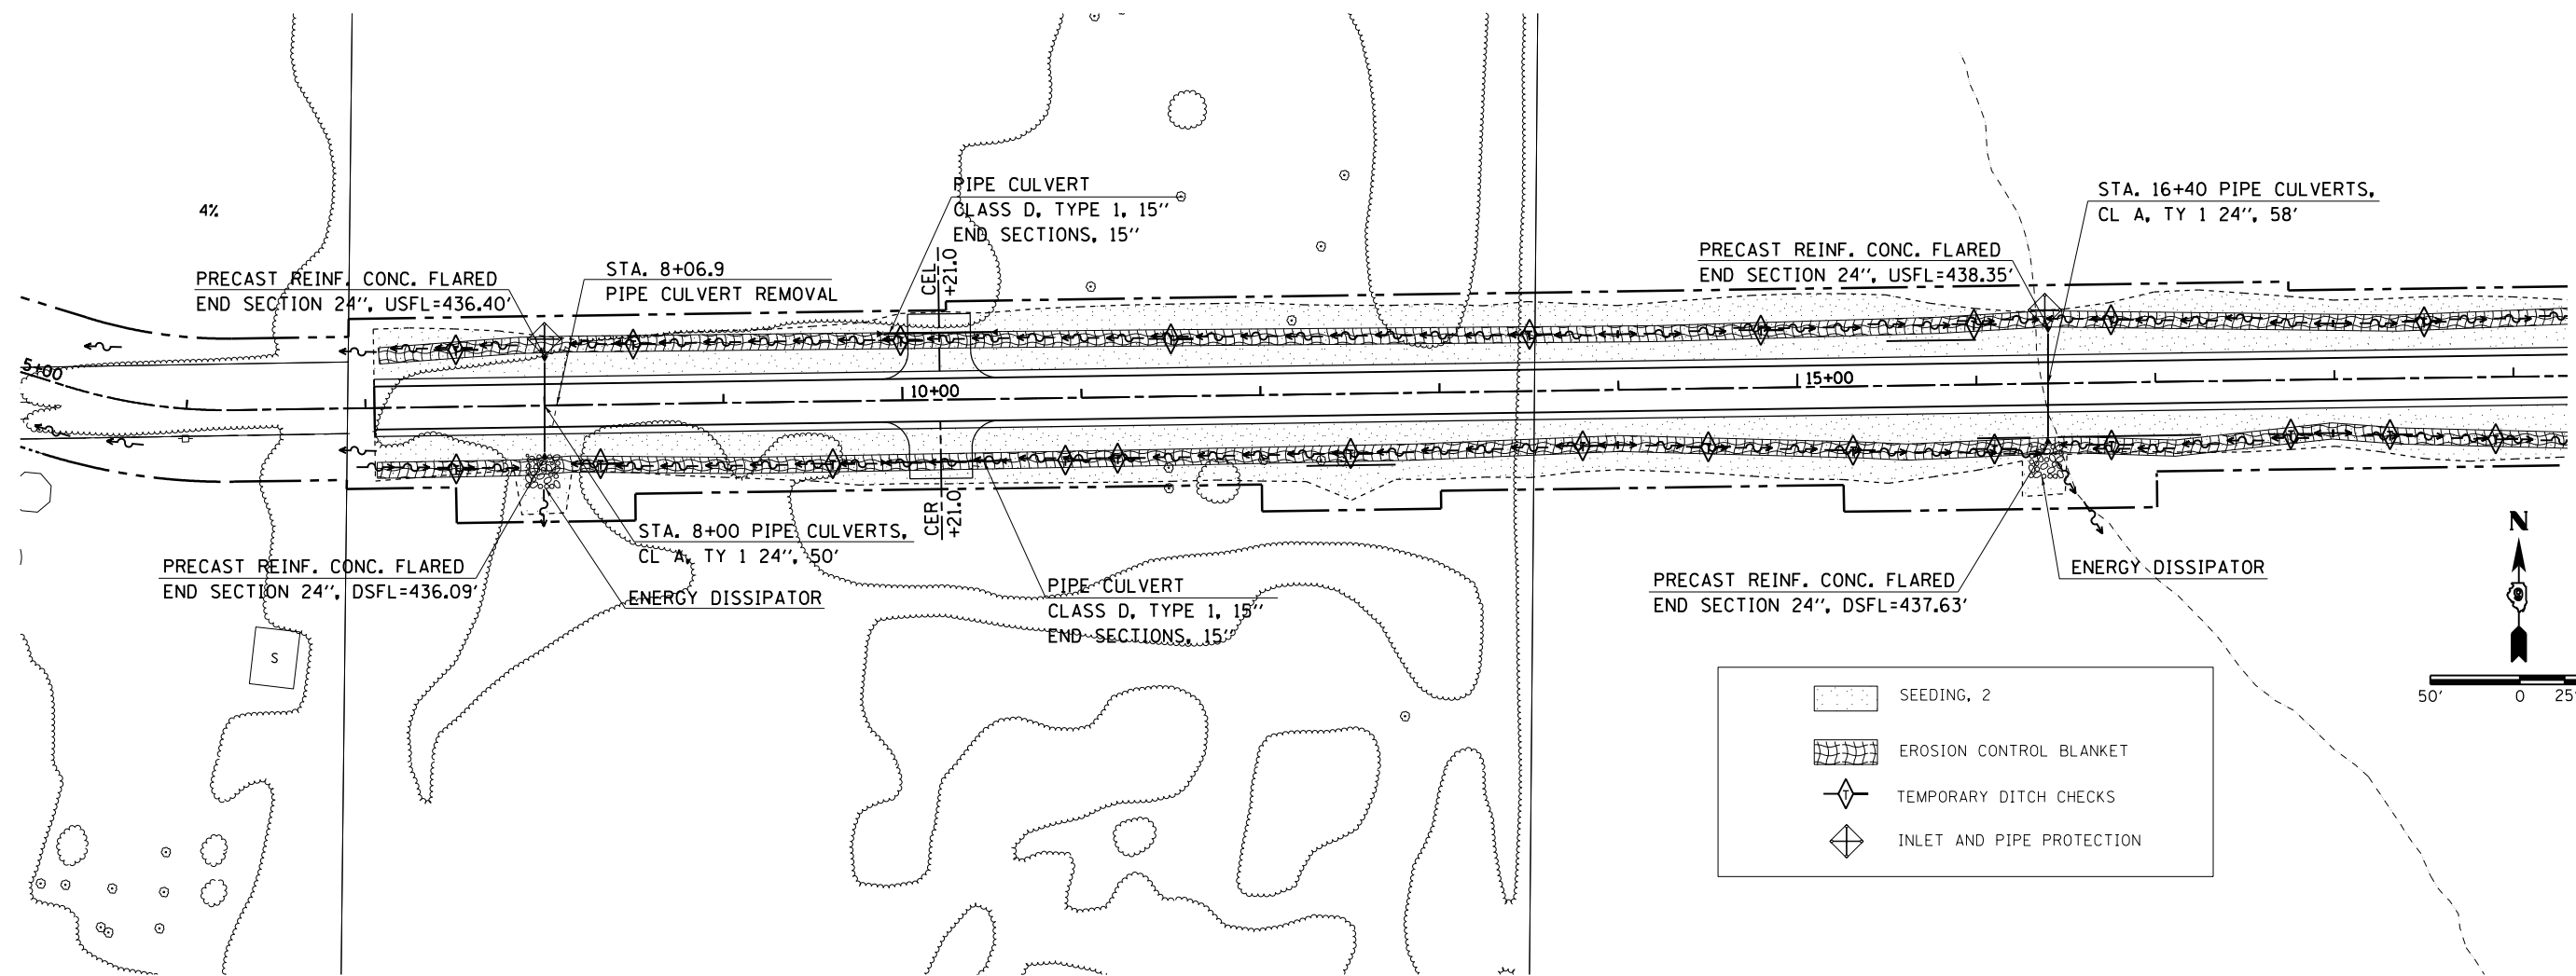 4%
PIPE CULVERT
CLASS D, TYPE 1, 15''
END SECTIONS, 15''
STA. 16+40 PIPE CULVERTS,
CL A, TY 1 24'', 58'
PRECAST REINF. CONC. FLARED
END SECTION 24'', USFL=438.35'
CEL
+21.0
STA. 8+06.9
PIPE CULVERT REMOVAL
PRECAST REINF. CONC. FLARED
END SECTION 24'', USFL=436.40'
5+00
10+00
15+00
CER
+21.0
STA. 8+00 PIPE CULVERTS,
CL A, TY 1 24'', 50'
PRECAST REINF. CONC. FLARED
END SECTION 24'', DSFL=436.09'
ENERGY DISSIPATOR
PIPE CULVERT
CLASS D, TYPE 1, 15''
END SECTIONS, 15''
PRECAST REINF. CONC. FLARED
END SECTION 24'', DSFL=437.63'
ENERGY DISSIPATOR
N
50'
0
25'
S
SEEDING, 2
EROSION CONTROL BLANKET
T
TEMPORARY DITCH CHECKS
INLET AND PIPE PROTECTION